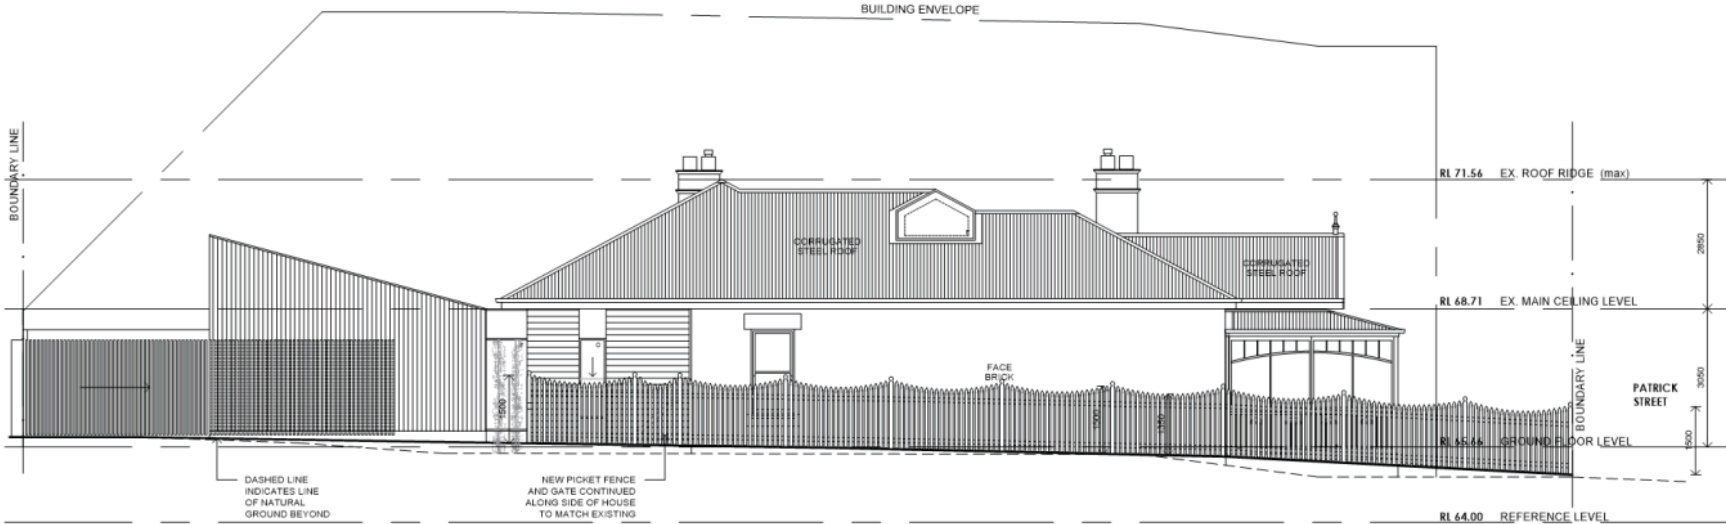 BUILDING ENVELOPE
BOUNDARY LINE
RL 71.56 EX. ROOF RIDGE (max)
CORRUGATED
STEEL ROOF
CORRUGATED
STEEL ROOF
2850
RL 68.71 EX. MAIN CEILING LEVEL
FACE
BRICK
BOUNDARY LINE
PATRICK
STREET
3050
1500
1350
1500
RL 65.66 GROUND FLOOR LEVEL
DASHED LINE
INDICATES LINE
OF NATURAL
GROUND BEYOND
NEW PICKET FENCE
AND GATE CONTINUED
ALONG SIDE OF HOUSE
TO MATCH EXISTING
RL 64.00 REFERENCE LEVEL